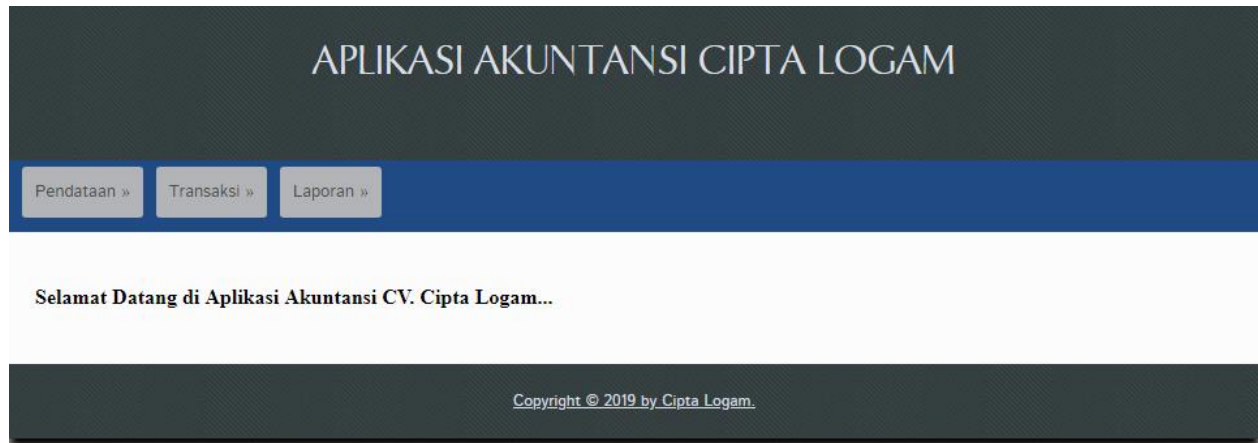 APLIKASI AKUNTANSI CIPTA LOGAM
Pendataan » Transaksi » Laporan »
Selamat Datang di Aplikasi Akuntansi CV. Cipta Logam...
Copyright © 2019 by Cipta Logam.